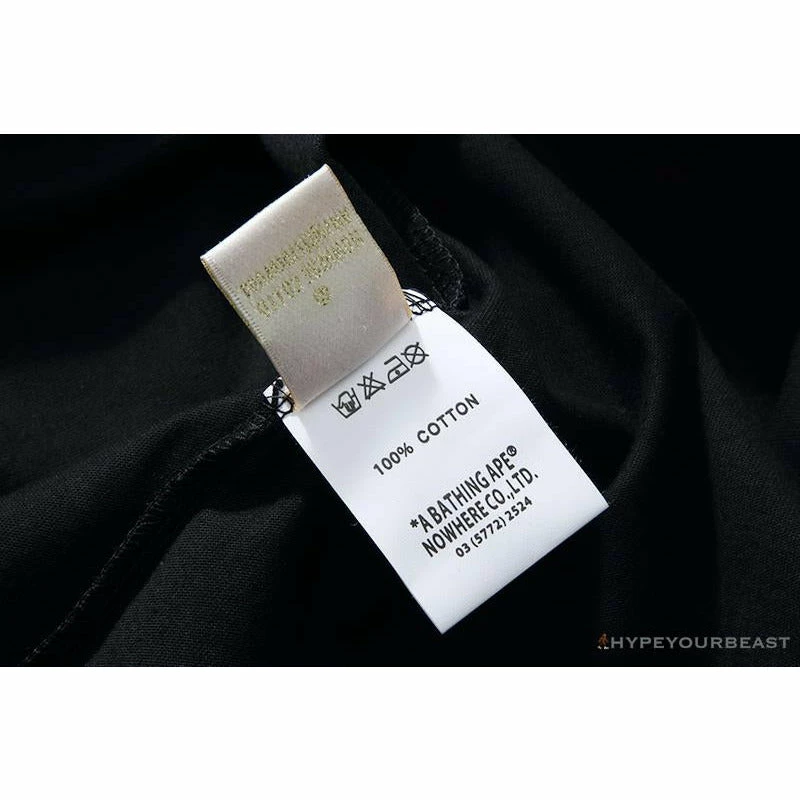 100% COTTON
*A BATHING APE®
NOWHERE CO.,LTD.
03 (5772) 2524
#HYPEYOURBEAST